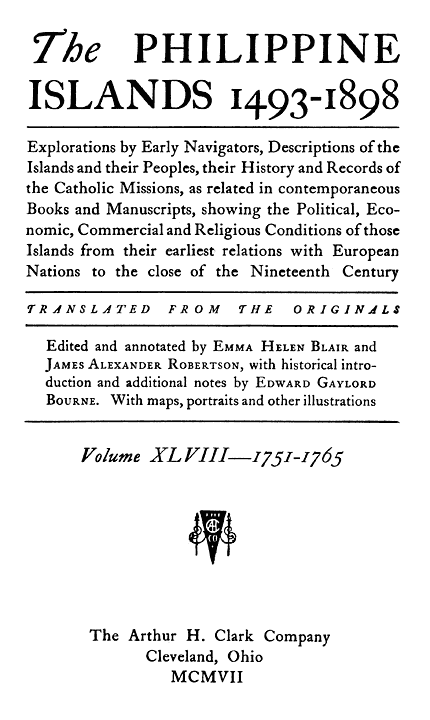 The PHILIPPINE
ISLANDS 1493-1898
Explorations by Early Navigators, Descriptions of the
Islands and their Peoples, their History and Records of
the Catholic Missions, as related in contemporaneous
Books and Manuscripts, showing the Political, Eco-
nomic, Commercial and Religious Conditions of those
Islands from their earliest relations with European
Nations to the close of the Nineteenth Century
TRANSLATED FROM THE ORIGINALS
Edited and annotated by EMMA HELEN BLAIR and
JAMES ALEXANDER ROBERTSON, with historical intro-
duction and additional notes by EDWARD GAYLORD
BOURNE. With maps, portraits and other illustrations
Volume XLVIII—1751-1765
The Arthur H. Clark Company
Cleveland, Ohio
MCMVII